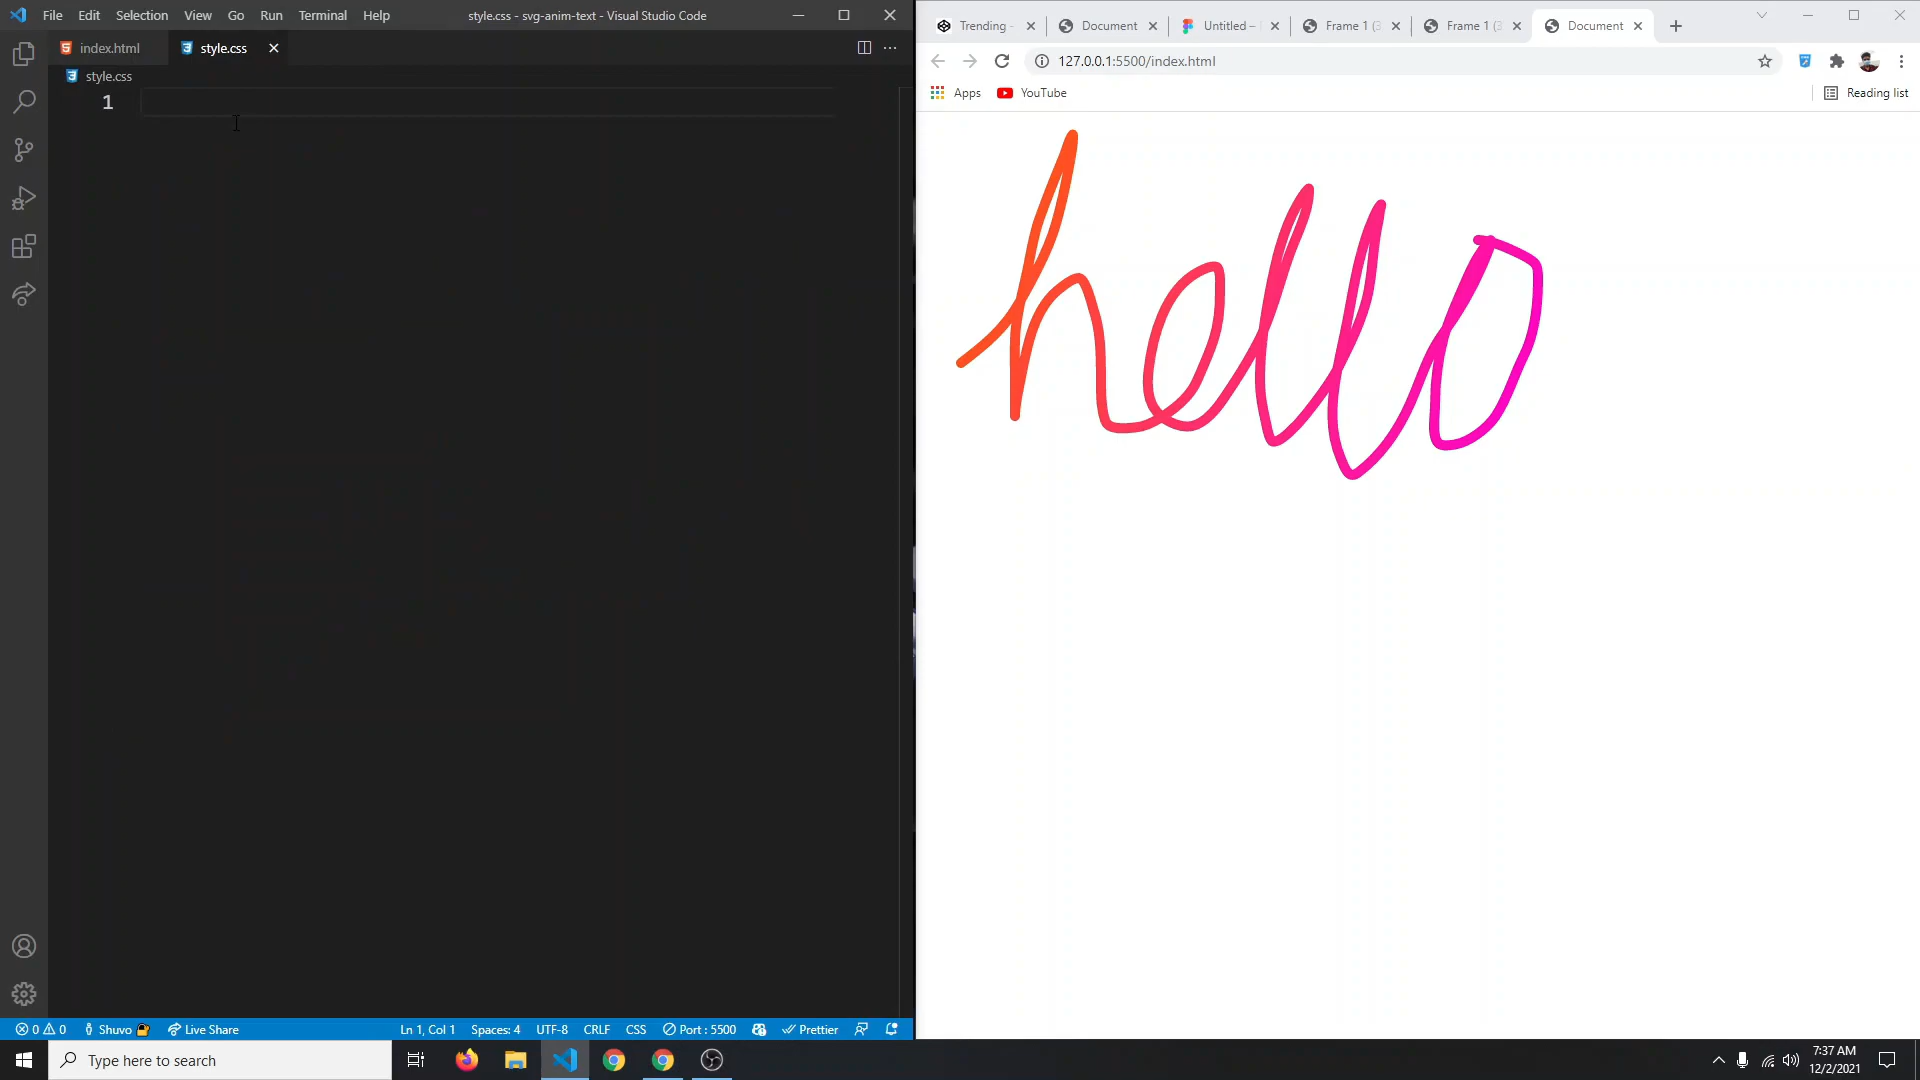 File Edit Selection View Go Run Terminal Help style.css - svg-anim-text - Visual Studio Code
index.html style.css
style.css
1
Trending - Document Untitled – Frame 1 (3 Frame 1 (3 Document
127.0.0.1:5500/index.html
Apps YouTube Reading list
hello
0 0 Shuvo Live Share Ln 1, Col 1 Spaces: 4 UTF-8 CRLF CSS Port : 5500 Prettier
Type here to search
7:37 AM
12/2/2021